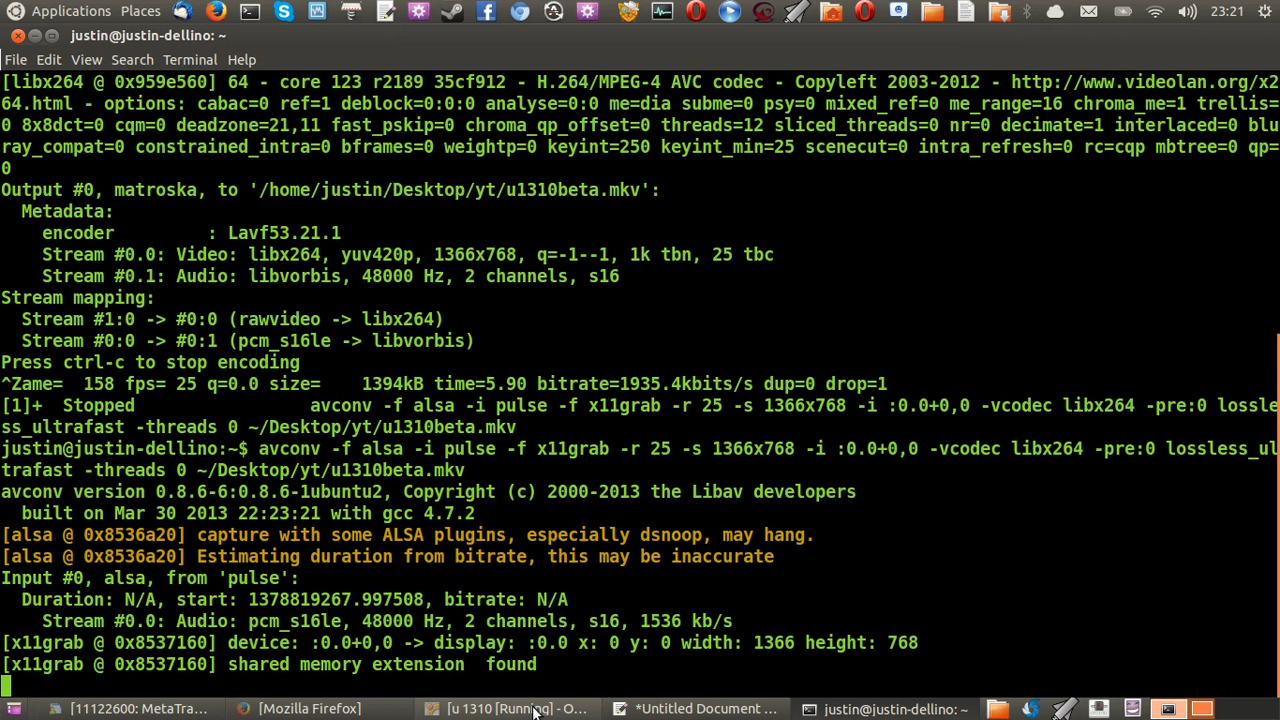 Applications Places 23:21
justin@justin-dellino: ~
File Edit View Search Terminal Help
[libx264 @ 0x959e560] 64 - core 123 r2189 35cf912 - H.264/MPEG-4 AVC codec - Copyleft 2003-2012 - http://www.videolan.org/x2
64.html - options: cabac=0 ref=1 deblock=0:0:0 analyse=0:0 me=dia subme=0 psy=0 mixed_ref=0 me_range=16 chroma_me=1 trellis=
0 8x8dct=0 cqm=0 deadzone=21,11 fast_pskip=0 chroma_qp_offset=0 threads=12 sliced_threads=0 nr=0 decimate=1 interlaced=0 blu
ray_compat=0 constrained_intra=0 bframes=0 weightp=0 keyint=250 keyint_min=25 scenecut=0 intra_refresh=0 rc=cqp mbtree=0 qp=
0
Output #0, matroska, to '/home/justin/Desktop/yt/u1310beta.mkv':
Metadata:
encoder : Lavf53.21.1
Stream #0.0: Video: libx264, yuv420p, 1366x768, q=-1--1, 1k tbn, 25 tbc
Stream #0.1: Audio: libvorbis, 48000 Hz, 2 channels, s16
Stream mapping:
Stream #1:0 -> #0:0 (rawvideo -> libx264)
Stream #0:0 -> #0:1 (pcm_s16le -> libvorbis)
Press ctrl-c to stop encoding
^Zame= 158 fps= 25 q=0.0 size= 1394kB time=5.90 bitrate=1935.4kbits/s dup=0 drop=1
[1]+ Stopped avconv -f alsa -i pulse -f x11grab -r 25 -s 1366x768 -i :0.0+0,0 -vcodec libx264 -pre:0 lossle
ss_ultrafast -threads 0 ~/Desktop/yt/u1310beta.mkv
justin@justin-dellino:~$ avconv -f alsa -i pulse -f x11grab -r 25 -s 1366x768 -i :0.0+0,0 -vcodec libx264 -pre:0 lossless_ul
trafast -threads 0 ~/Desktop/yt/u1310beta.mkv
avconv version 0.8.6-6:0.8.6-1ubuntu2, Copyright (c) 2000-2013 the Libav developers
built on Mar 30 2013 22:23:21 with gcc 4.7.2
[alsa @ 0x8536a20] capture with some ALSA plugins, especially dsnoop, may hang.
[alsa @ 0x8536a20] Estimating duration from bitrate, this may be inaccurate
Input #0, alsa, from 'pulse':
Duration: N/A, start: 1378819267.997508, bitrate: N/A
Stream #0.0: Audio: pcm_s16le, 48000 Hz, 2 channels, s16, 1536 kb/s
[x11grab @ 0x8537160] device: :0.0+0,0 -> display: :0.0 x: 0 y: 0 width: 1366 height: 768
[x11grab @ 0x8537160] shared memory extension found
[11122600: MetaTra... [Mozilla Firefox] [u 1310 [Running] - O... *Untitled Document ... justin@justin-dellino: ~